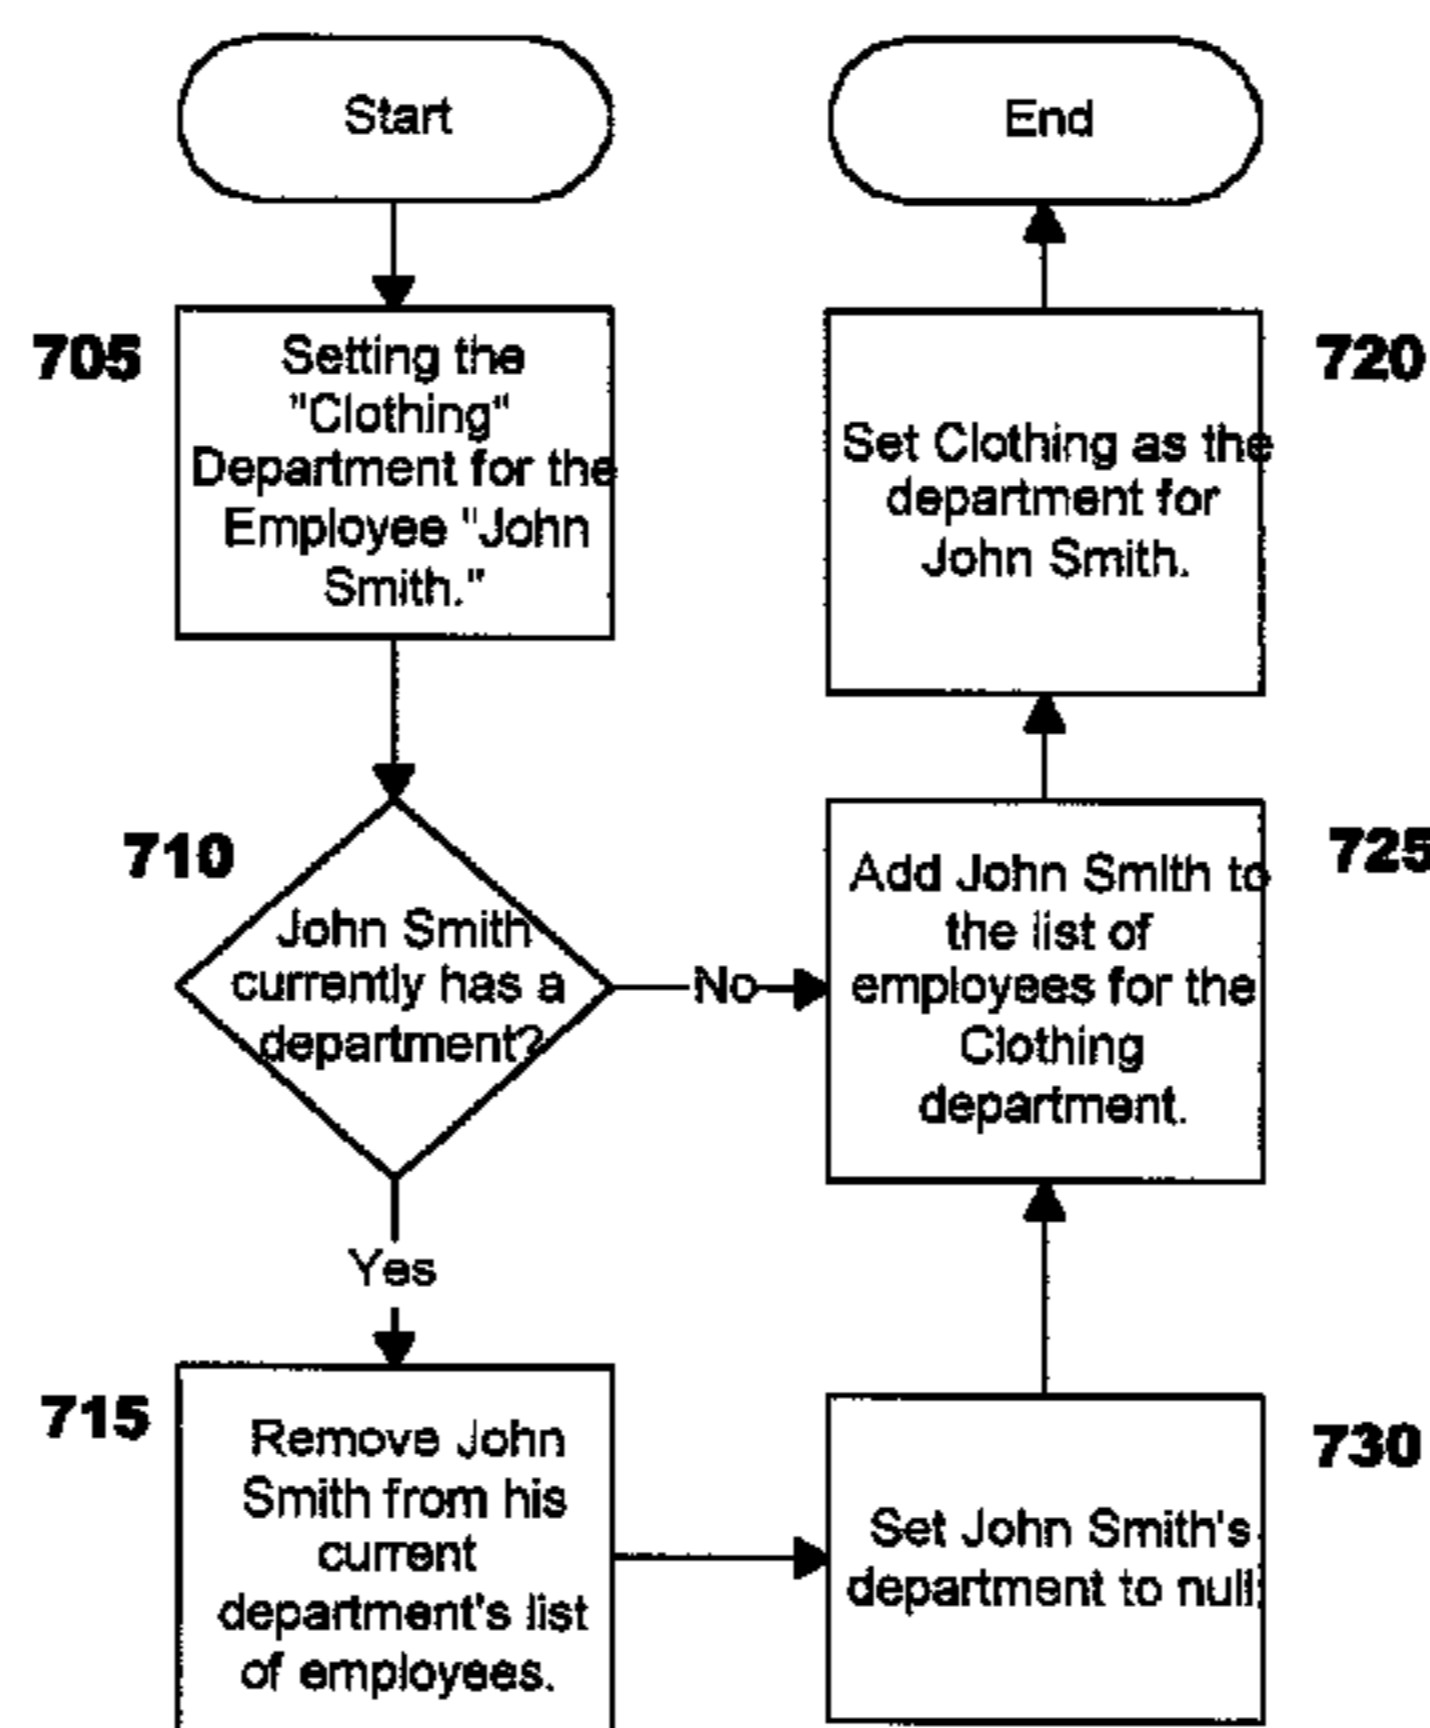 Start
705
Setting the
"Clothing"
Department for the
Employee "John
Smith."
710
John Smith
currently has a
department?
No
Yes
715
Remove John
Smith from his
current
department's list
of employees.
730
Set John Smith's
department to null.
725
Add John Smith to
the list of
employees for the
Clothing
department.
720
Set Clothing as the
department for
John Smith.
End